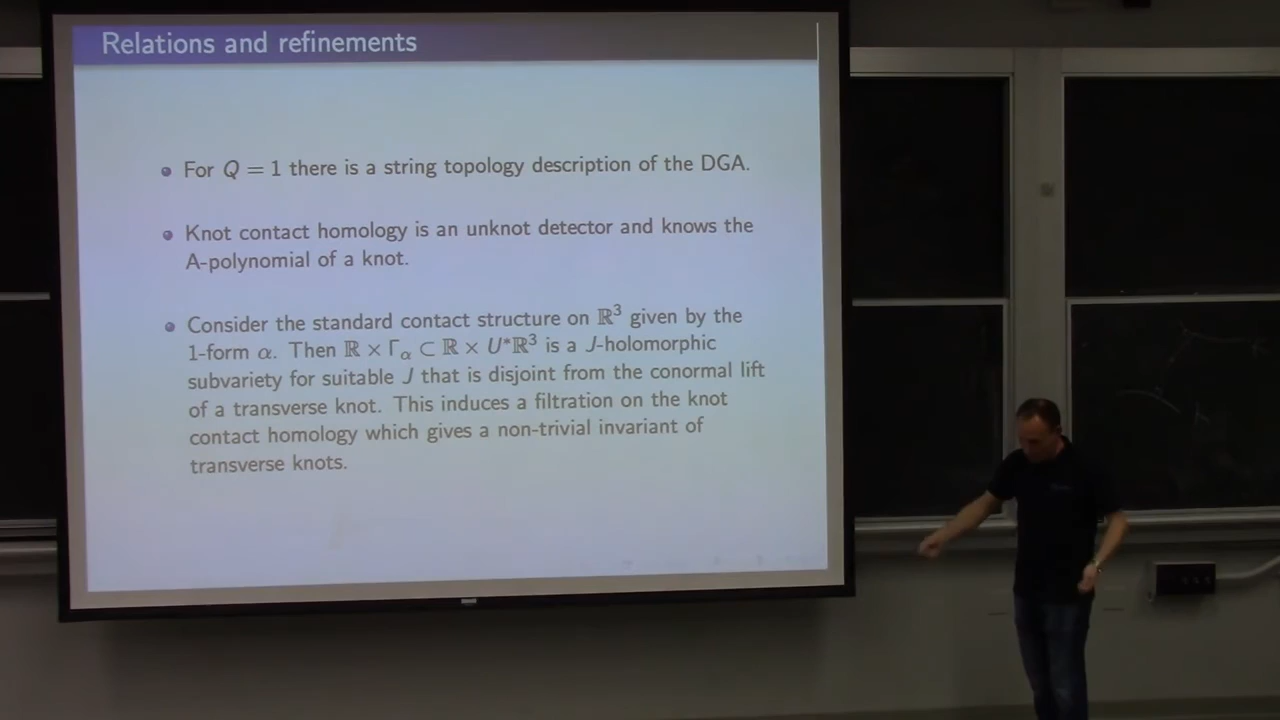 Relations and refinements
For Q = 1 there is a string topology description of the DGA.
Knot contact homology is an unknot detector and knows the
A-polynomial of a knot.
Consider the standard contact structure on ℝ³ given by the
1-form α. Then ℝ × Γ_α ⊂ ℝ × U*ℝ³ is a J-holomorphic
subvariety for suitable J that is disjoint from the conormal lift
of a transverse knot. This induces a filtration on the knot
contact homology which gives a non-trivial invariant of
transverse knots.